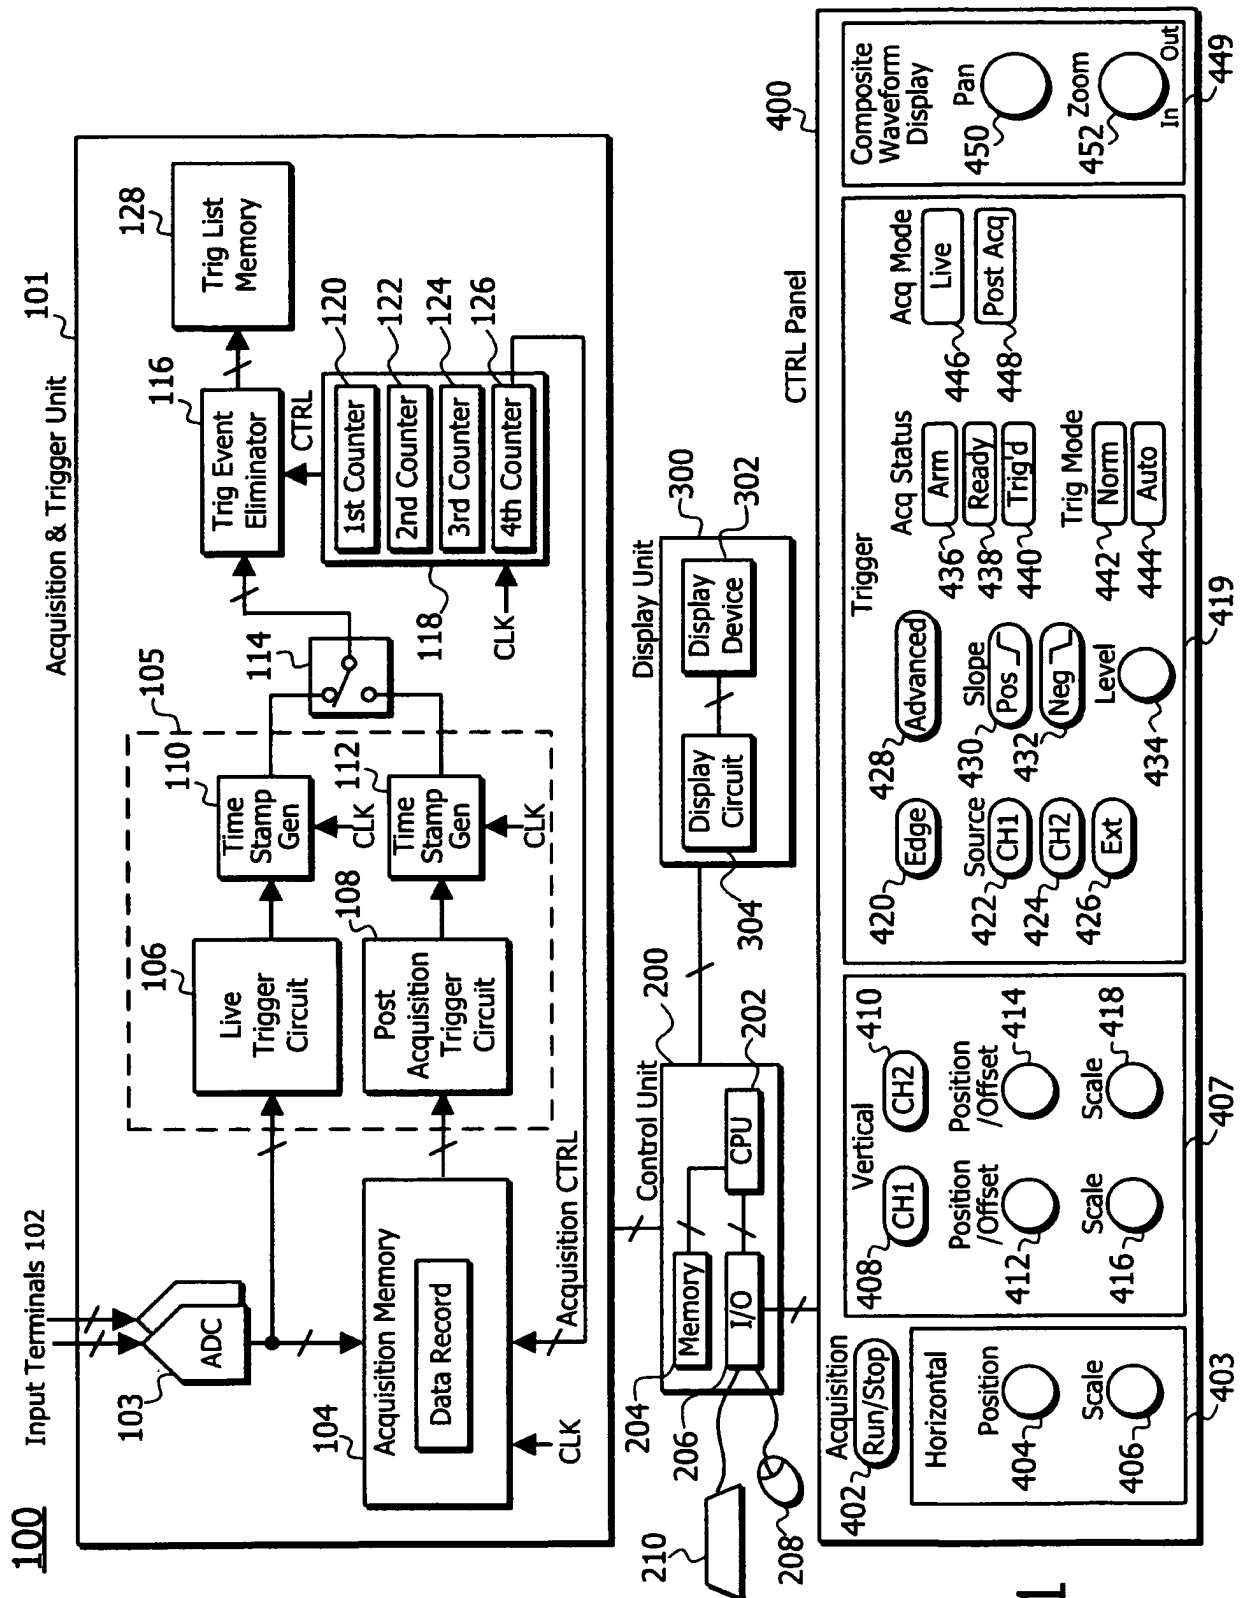 100
Input Terminals 102
Acquisition & Trigger Unit
101
103
ADC
104
Acquisition Memory
Data Record
CLK
Acquisition CTRL
105
106
Live
Trigger
Circuit
108
Post
Acquisition
Trigger
Circuit
110
Time
Stamp
Gen
CLK
112
Time
Stamp
Gen
CLK
114
116
Trig Event
Eliminator
CTRL
128
Trig List
Memory
1st Counter
120
2nd Counter
122
3rd Counter
124
4th Counter
126
118
CLK
Control Unit
200
204
Memory
CPU
202
206
I/O
210
208
Display Unit
300
304
Display
Circuit
Display
Device
302
CTRL Panel
400
Acquisition
402
Run/Stop
Horizontal
Position
404
Scale
406
403
Vertical
408
CH1
CH2
410
Position
/Offset
412
Position
/Offset
414
Scale
416
Scale
418
407
Trigger
420
Edge
428
Advanced
Source
422
CH1
424
CH2
426
Ext
Slope
430
Pos
432
Neg
Level
434
Acq Status
436
Arm
438
Ready
440
Trig'd
Trig Mode
442
Norm
444
Auto
Acq Mode
446
Live
448
Post Acq
419
Composite
Waveform
Display
Pan
450
Zoom
452
In
Out
449
1